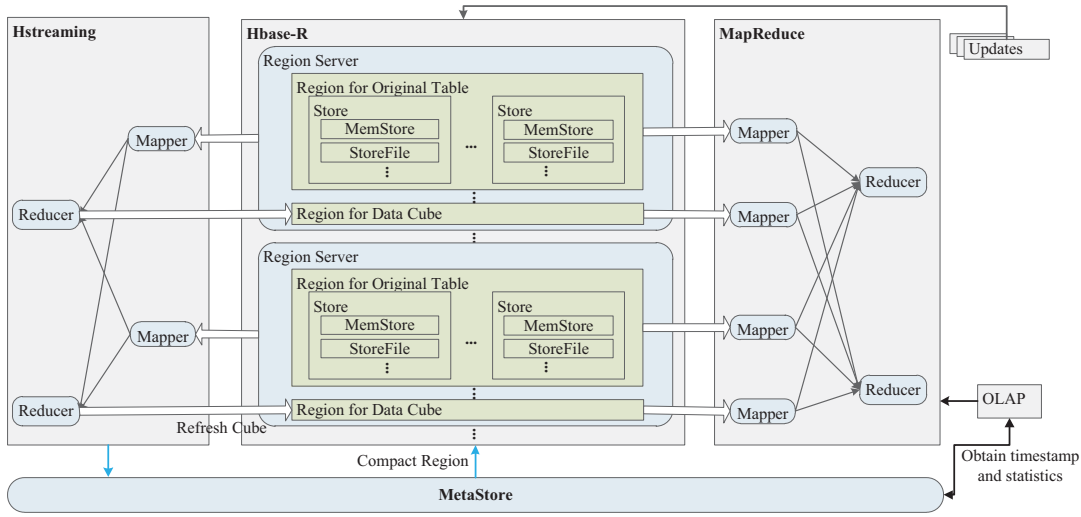 Hstreaming
Hbase-R
MapReduce
Updates
Region Server
Region for Original Table
Store
MemStore
StoreFile
...
Store
MemStore
StoreFile
Region for Data Cube
Region Server
Region for Original Table
Store
MemStore
StoreFile
...
Store
MemStore
StoreFile
Region for Data Cube
Mapper
Reducer
Mapper
Reducer
Refresh Cube
Mapper
Mapper
Mapper
Mapper
Reducer
Reducer
OLAP
Obtain timestamp
and statistics
Compact Region
MetaStore